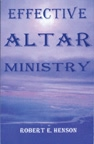 EFFECTIVE
ALTAR
MINISTRY
ROBERT E. HENSON